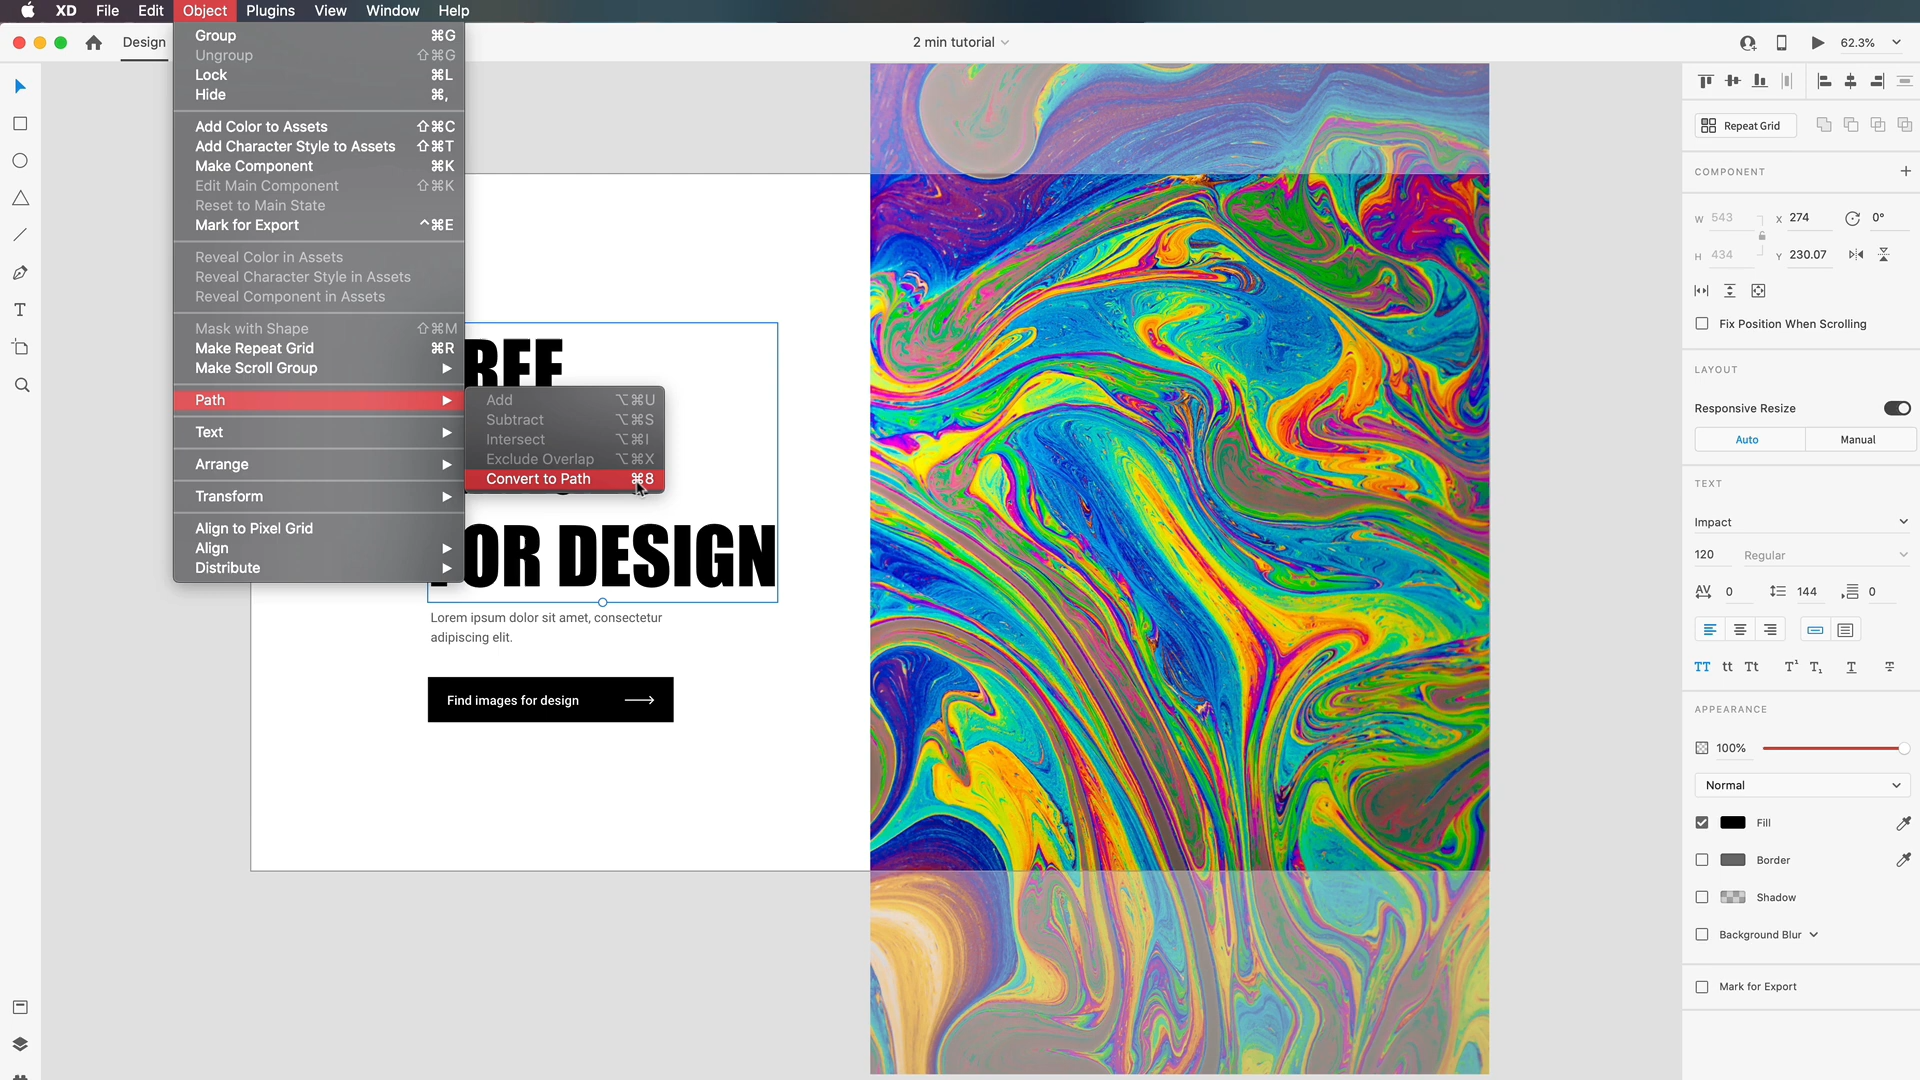 XD File Edit Object Plugins View Window Help
Design
2 min tutorial
62.3%
Group ⌘G
Ungroup ⇧⌘G
Lock ⌘L
Hide ⌘,
Add Color to Assets ⇧⌘C
Add Character Style to Assets ⇧⌘T
Make Component ⌘K
Edit Main Component ⇧⌘K
Reset to Main State
Mark for Export ^⌘E
Reveal Color in Assets
Reveal Character Style in Assets
Reveal Component in Assets
Mask with Shape ⇧⌘M
Make Repeat Grid ⌘R
Make Scroll Group
Path
Text
Arrange
Transform
Align to Pixel Grid
Align
Distribute
Add ⌥⌘U
Subtract ⌥⌘S
Intersect ⌥⌘I
Exclude Overlap ⌥⌘X
Convert to Path ⌘8
REE
OR DESIGN
Lorem ipsum dolor sit amet, consectetur
adipiscing elit.
Find images for design
Repeat Grid
COMPONENT
W 543 X 274 0°
H 434 Y 230.07
Fix Position When Scrolling
LAYOUT
Responsive Resize
Auto Manual
TEXT
Impact
120 Regular
AV 0 144 0
TT tt Tt T¹ T₁ T T
APPEARANCE
100%
Normal
Fill
Border
Shadow
Background Blur
Mark for Export